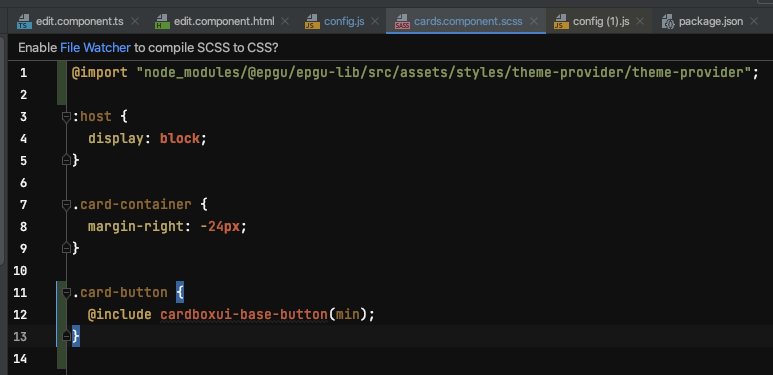 edit.component.ts edit.component.html config.js cards.component.scss config (1).js package.json
Enable File Watcher to compile SCSS to CSS?
1 @import "node_modules/@epgu/epgu-lib/src/assets/styles/theme-provider/theme-provider";
2
3 :host {
4 display: block;
5 }
6
7 .card-container {
8 margin-right: -24px;
9 }
10
11 .card-button {
12 @include cardboxui-base-button(min);
13 }
14